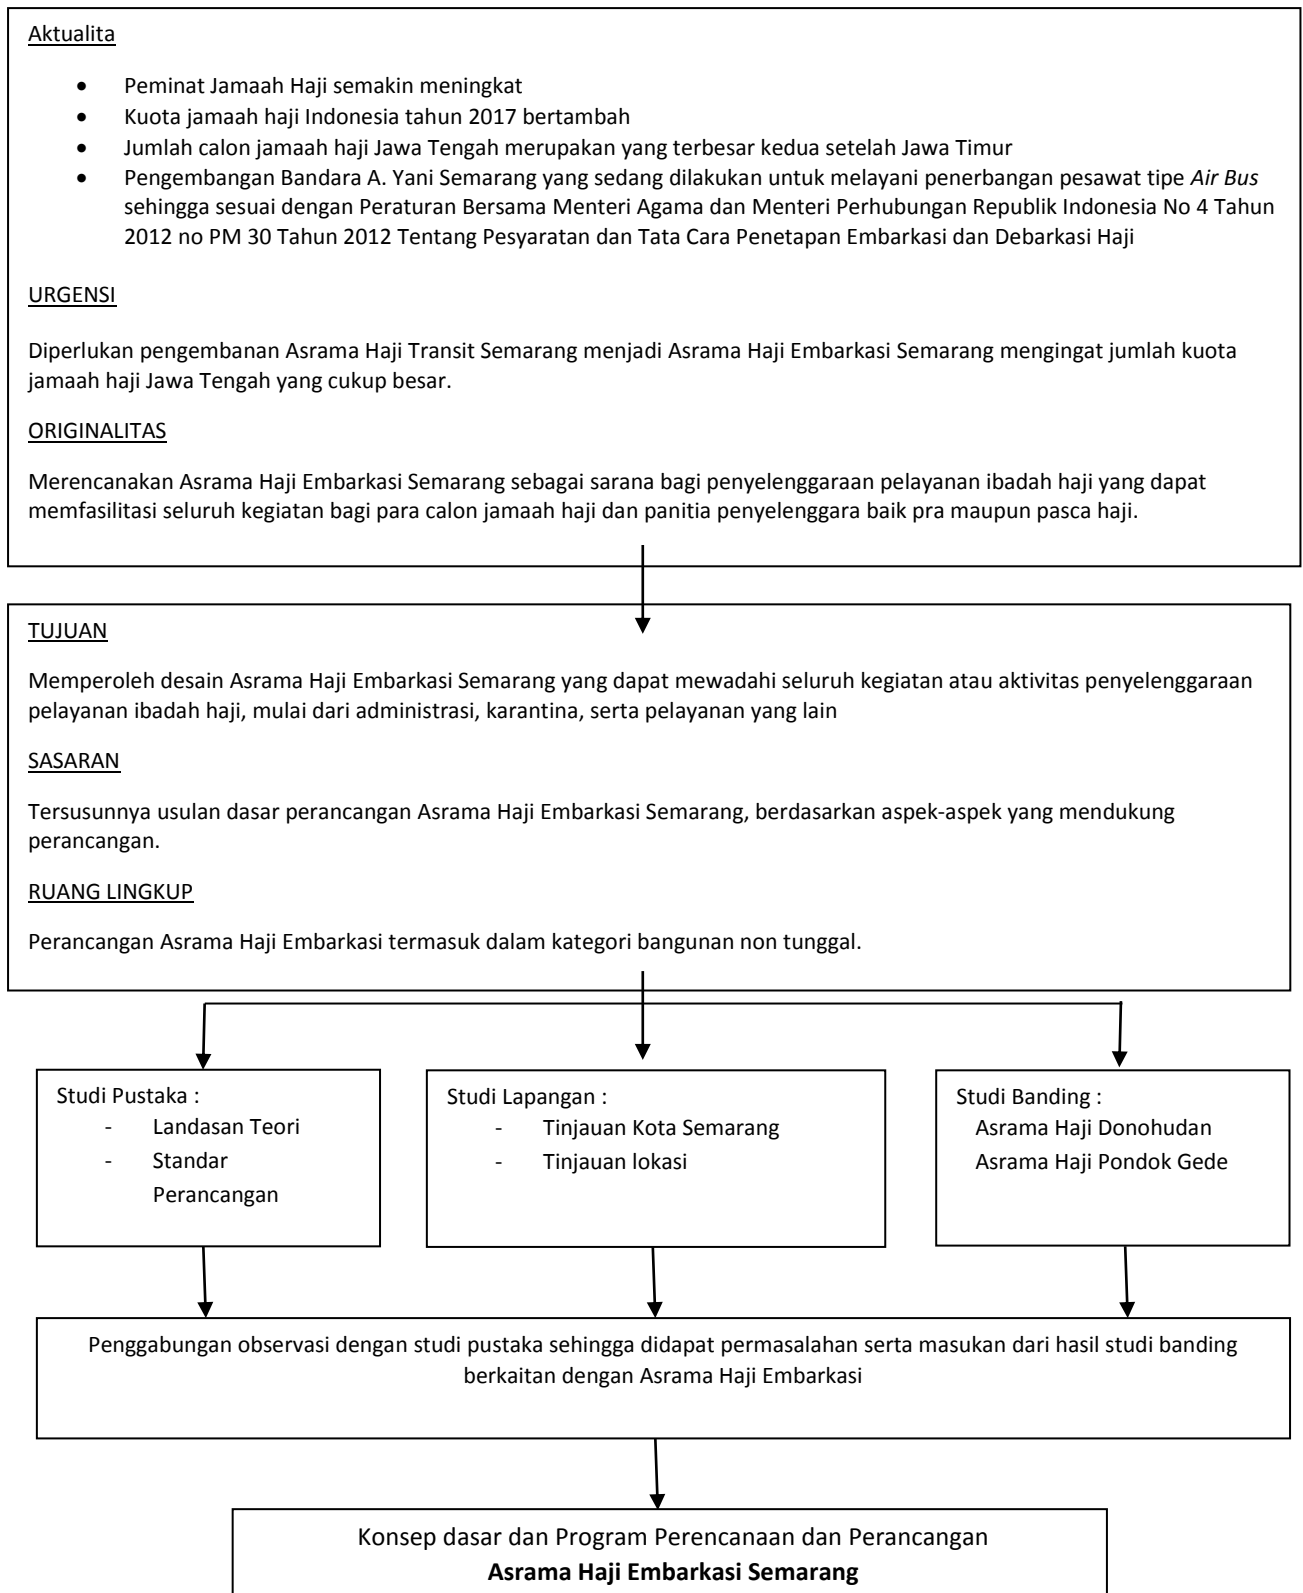 Aktualita
• Peminat Jamaah Haji semakin meningkat
• Kuota jamaah haji Indonesia tahun 2017 bertambah
• Jumlah calon jamaah haji Jawa Tengah merupakan yang terbesar kedua setelah Jawa Timur
• Pengembangan Bandara A. Yani Semarang yang sedang dilakukan untuk melayani penerbangan pesawat tipe Air Bus
sehingga sesuai dengan Peraturan Bersama Menteri Agama dan Menteri Perhubungan Republik Indonesia No 4 Tahun
2012 no PM 30 Tahun 2012 Tentang Pesyaratan dan Tata Cara Penetapan Embarkasi dan Debarkasi Haji
URGENSI
Diperlukan pengembanan Asrama Haji Transit Semarang menjadi Asrama Haji Embarkasi Semarang mengingat jumlah kuota
jamaah haji Jawa Tengah yang cukup besar.
ORIGINALITAS
Merencanakan Asrama Haji Embarkasi Semarang sebagai sarana bagi penyelenggaraan pelayanan ibadah haji yang dapat
memfasilitasi seluruh kegiatan bagi para calon jamaah haji dan panitia penyelenggara baik pra maupun pasca haji.
TUJUAN
Memperoleh desain Asrama Haji Embarkasi Semarang yang dapat mewadahi seluruh kegiatan atau aktivitas penyelenggaraan
pelayanan ibadah haji, mulai dari administrasi, karantina, serta pelayanan yang lain
SASARAN
Tersusunnya usulan dasar perancangan Asrama Haji Embarkasi Semarang, berdasarkan aspek-aspek yang mendukung
perancangan.
RUANG LINGKUP
Perancangan Asrama Haji Embarkasi termasuk dalam kategori bangunan non tunggal.
Studi Pustaka :
- Landasan Teori
- Standar
Perancangan
Studi Lapangan :
- Tinjauan Kota Semarang
- Tinjauan lokasi
Studi Banding :
Asrama Haji Donohudan
Asrama Haji Pondok Gede
Penggabungan observasi dengan studi pustaka sehingga didapat permasalahan serta masukan dari hasil studi banding
berkaitan dengan Asrama Haji Embarkasi
Konsep dasar dan Program Perencanaan dan Perancangan
Asrama Haji Embarkasi Semarang